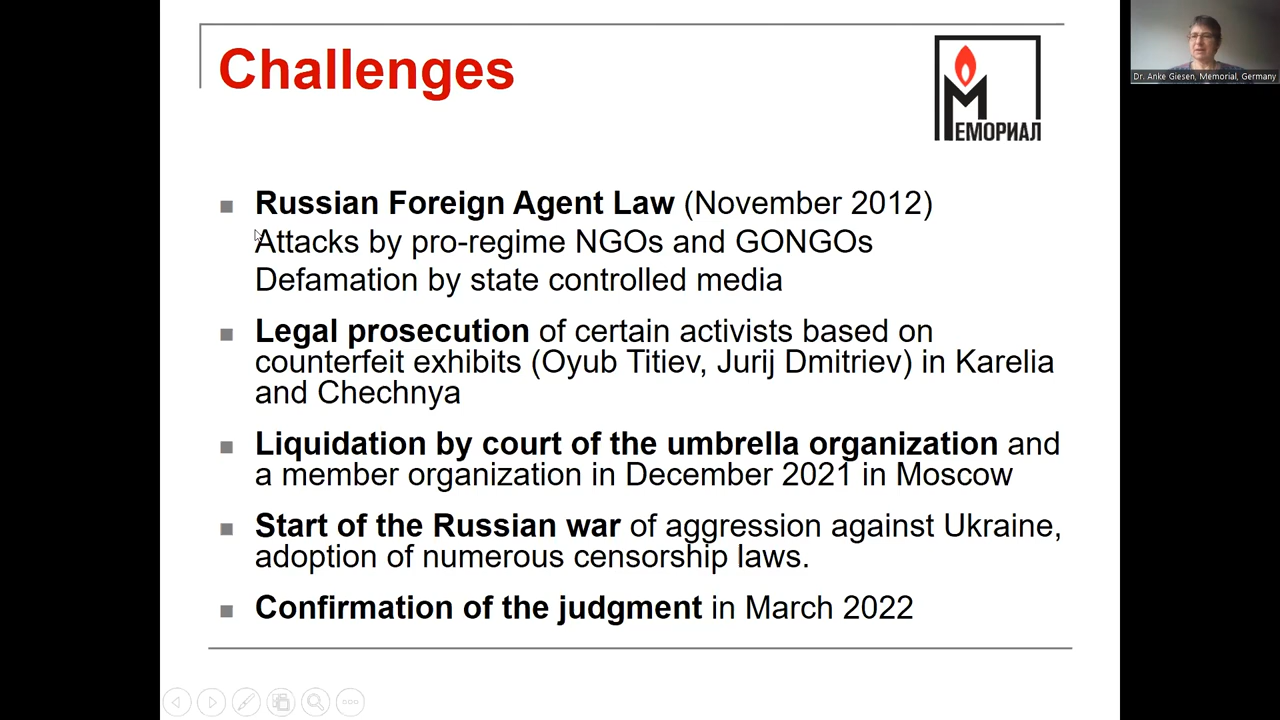 Challenges
МЕМОРИАЛ
Dr. Anke Giesen, Memorial, Germany
Russian Foreign Agent Law (November 2012)
Attacks by pro-regime NGOs and GONGOs
Defamation by state controlled media
Legal prosecution of certain activists based on
counterfeit exhibits (Oyub Titiev, Jurij Dmitriev) in Karelia
and Chechnya
Liquidation by court of the umbrella organization and
a member organization in December 2021 in Moscow
Start of the Russian war of aggression against Ukraine,
adoption of numerous censorship laws.
Confirmation of the judgment in March 2022